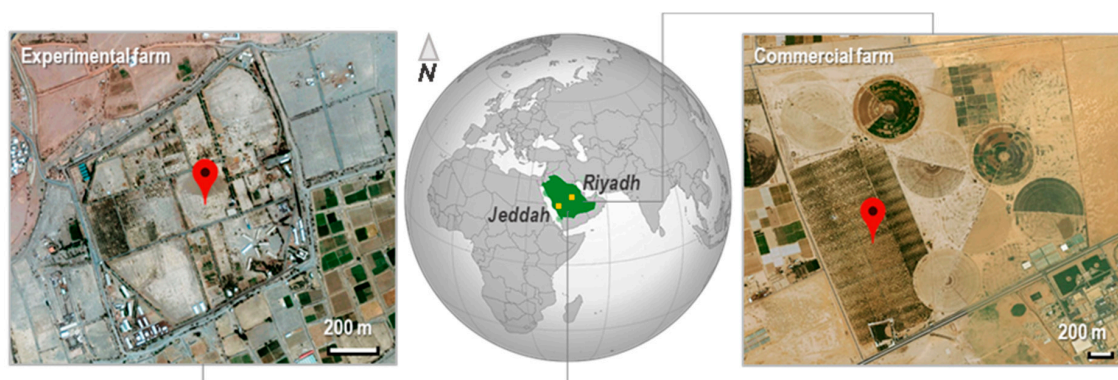 Experimental farm
200 m
N
Riyadh
Jeddah
Commercial farm
200 m